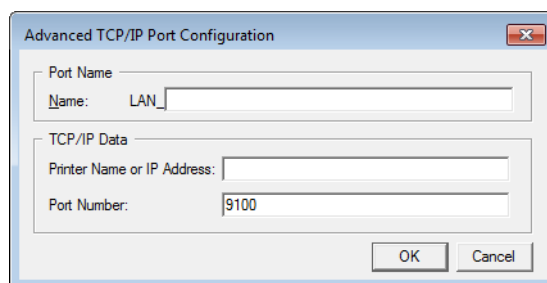 Advanced TCP/IP Port Configuration
Port Name
Name: LAN_
TCP/IP Data
Printer Name or IP Address:
Port Number: 9100
OK Cancel